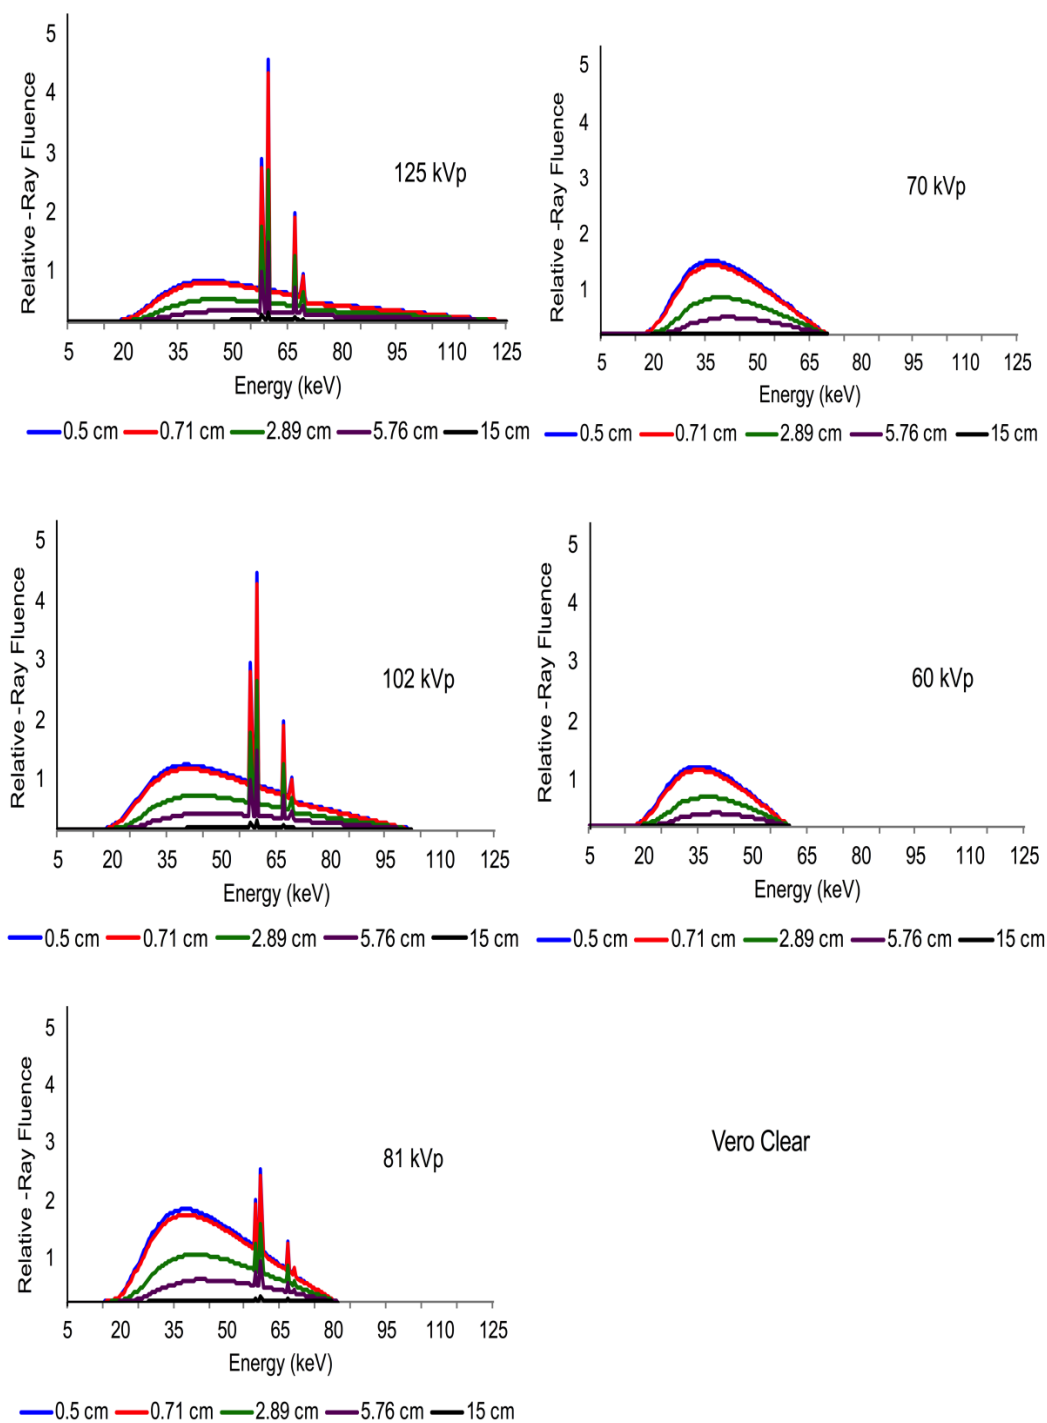 5
4
3
2
1
Relative -Ray Fluence
125 kVp
5 20 35 50 65 80 95 110 125
Energy (keV)
0.5 cm 0.71 cm 2.89 cm 5.76 cm 15 cm
5
4
3
2
1
Relative -Ray Fluence
70 kVp
5 20 35 50 65 80 95 110 125
Energy (keV)
0.5 cm 0.71 cm 2.89 cm 5.76 cm 15 cm
5
4
3
2
1
Relative -Ray Fluence
102 kVp
5 20 35 50 65 80 95 110 125
Energy (keV)
0.5 cm 0.71 cm 2.89 cm 5.76 cm 15 cm
5
4
3
2
1
Relative -Ray Fluence
60 kVp
5 20 35 50 65 80 95 110 125
Energy (keV)
0.5 cm 0.71 cm 2.89 cm 5.76 cm 15 cm
5
4
3
2
1
Relative -Ray Fluence
81 kVp
5 20 35 50 65 80 95 110 125
Energy (keV)
0.5 cm 0.71 cm 2.89 cm 5.76 cm 15 cm
Vero Clear